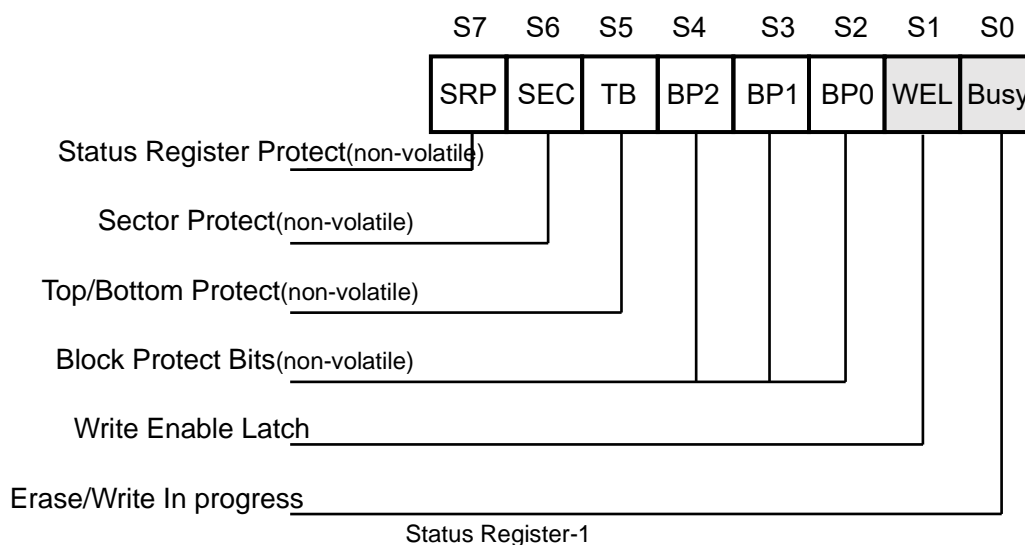 S7 S6 S5 S4 S3 S2 S1 S0
SRP SEC TB BP2 BP1 BP0 WEL Busy
Status Register Protect(non-volatile)
Sector Protect(non-volatile)
Top/Bottom Protect(non-volatile)
Block Protect Bits(non-volatile)
Write Enable Latch
Erase/Write In progress
Status Register-1